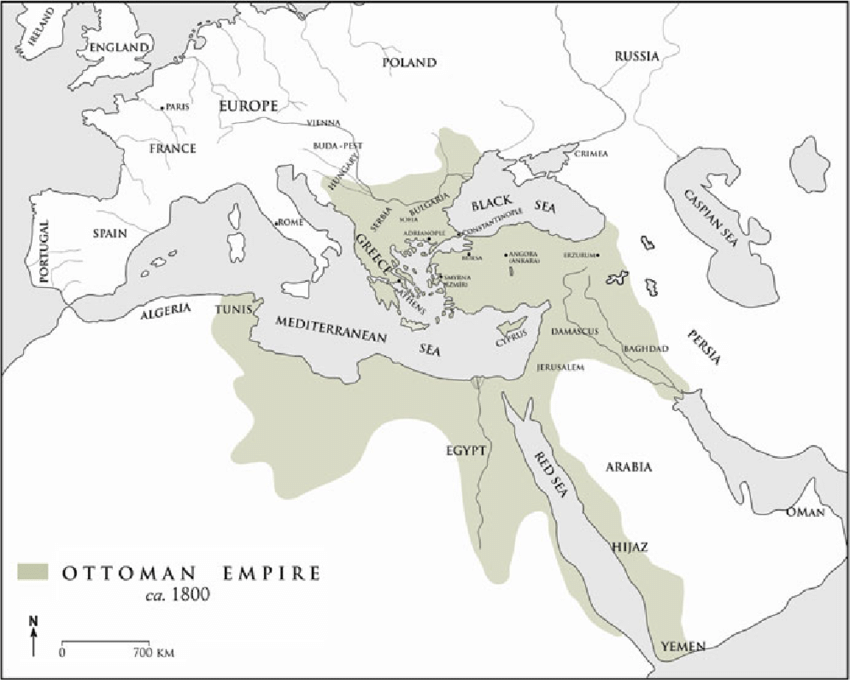 IRELAND
ENGLAND
POLAND
RUSSIA
PARIS
EUROPE
VIENNA
FRANCE
BUDA-PEST
HUNGARY
CRIMEA
CASPIAN SEA
PORTUGAL
SPAIN
ROME
SERBIA
BULGARIA
SOFIA
BLACK SEA
CONSTANTINOPLE
ADRIANOPLE
GREECE
BURSA
ANGORA
(ANKARA)
ERZURUM
SMYRNA
IZMIR
ATHENS
ALGERIA
TUNIS
MEDITERRANEAN
SEA
CYPRUS
DAMASCUS
BAGHDAD
PERSIA
JERUSALEM
EGYPT
RED SEA
ARABIA
OMAN
HIJAZ
YEMEN
OTTOMAN EMPIRE
ca. 1800
N
0 700 KM